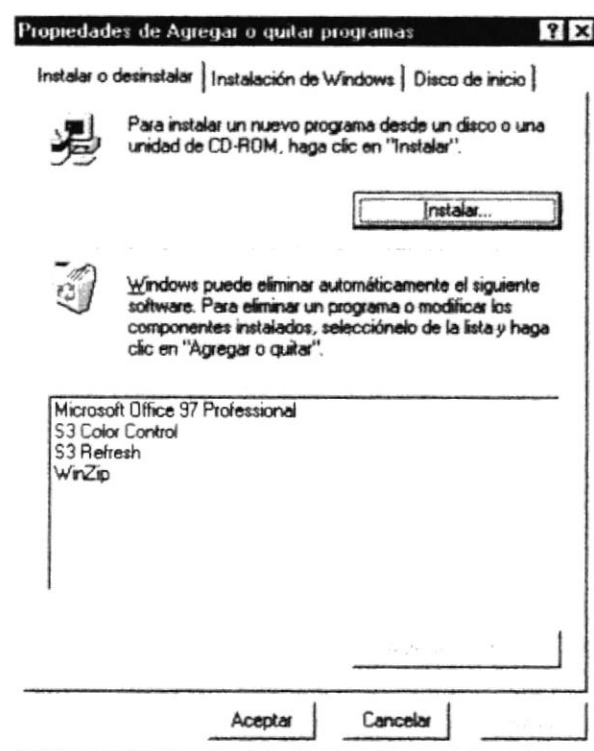 Propiedades de Agregar o quitar programas
Instalar o desinstalar
Instalación de Windows
Disco de inicio
Para instalar un nuevo programa desde un disco o una
unidad de CD-ROM, haga clic en "Instalar".
Instalar...
Windows puede eliminar automáticamente el siguiente
software. Para eliminar un programa o modificar los
componentes instalados, selecciónelo de la lista y haga
clic en "Agregar o quitar".
Microsoft Office 97 Professional
S3 Color Control
S3 Refresh
WinZip
Aceptar
Cancelar